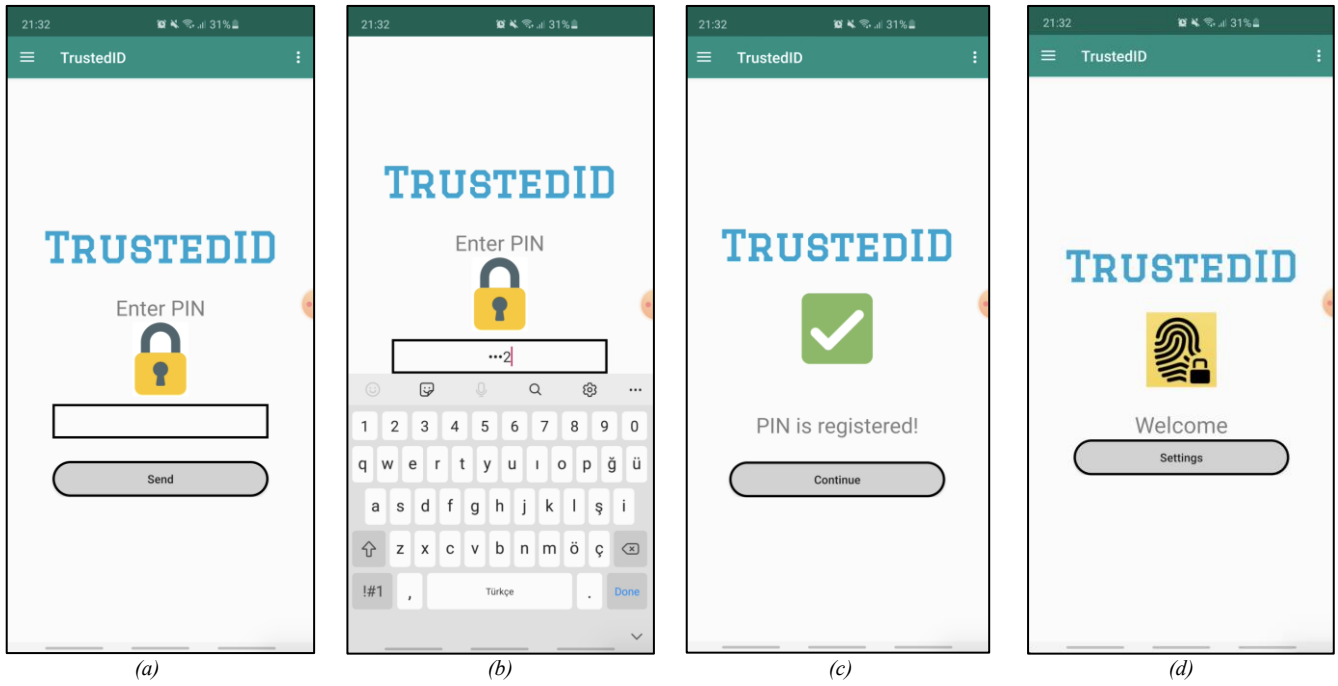 21:32 31%
TrustedID
TRUSTEDID
Enter PIN
Send
(a)
21:32 31%
TRUSTEDID
Enter PIN
•••2
1 2 3 4 5 6 7 8 9 0
q w e r t y u ı o p ğ ü
a s d f g h j k l ş i
z x c v b n m ö ç
!#1 , Türkçe . Done
(b)
21:32 31%
TrustedID
TRUSTEDID
PIN is registered!
Continue
(c)
21:32 31%
TrustedID
TRUSTEDID
Welcome
Settings
(d)